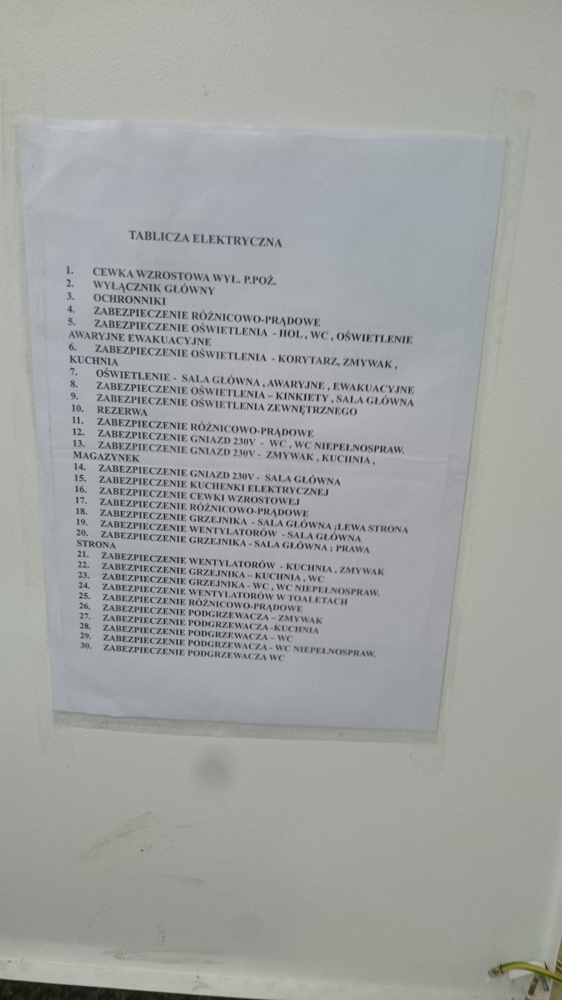 TABLICZA ELEKTRYCZNA
1. CEWKA WZROSTOWA WYŁ. P.POŻ.
2. WYŁĄCZNIK GŁÓWNY
3. OCHRONNIKI
4. ZABEZPIECZENIE RÓŻNICOWO-PRĄDOWE
5. ZABEZPIECZENIE OŚWIETLENIA - HOL , WC , OŚWIETLENIE
AWARYJNE EWAKUACYJNE
6. ZABEZPIECZENIE OŚWIETLENIA - KORYTARZ, ZMYWAK ,
KUCHNIA
7. OŚWIETLENIE - SALA GŁÓWNA , AWARYJNE , EWAKUACYJNE
8. ZABEZPIECZENIE OŚWIETLENIA – KINKIETY , SALA GŁÓWNA
9. ZABEZPIECZENIE OŚWIETLENIA ZEWNĘTRZNEGO
10. REZERWA
11. ZABEZPIECZENIE RÓŻNICOWO-PRĄDOWE
12. ZABEZPIECZENIE GNIAZD 230V - WC , WC NIEPEŁNOSPRAW.
13. ZABEZPIECZENIE GNIAZD 230V - ZMYWAK , KUCHNIA ,
MAGAZYNEK
14. ZABEZPIECZENIE GNIAZD 230V - SALA GŁÓWNA
15. ZABEZPIECZENIE KUCHENKI ELEKTRYCZNEJ
16. ZABEZPIECZENIE CEWKI WZROSTOWEJ
17. ZABEZPIECZENIE RÓŻNICOWO-PRĄDOWE
18. ZABEZPIECZENIE GRZEJNIKA - SALA GŁÓWNA ;LEWA STRONA
19. ZABEZPIECZENIE WENTYLATORÓW - SALA GŁÓWNA
20. ZABEZPIECZENIE GRZEJNIKA - SALA GŁÓWNA ; PRAWA
STRONA
21. ZABEZPIECZENIE WENTYLATORÓW - KUCHNIA , ZMYWAK
22. ZABEZPIECZENIE GRZEJNIKA – KUCHNIA , WC
23. ZABEZPIECZENIE GRZEJNIKA - WC , WC NIEPEŁNOSPRAW.
24. ZABEZPIECZENIE WENTYLATORÓW W TOALETACH
25. ZABEZPIECZENIE RÓŻNICOWO-PRĄDOWE
26. ZABEZPIECZENIE PODGRZEWACZA – ZMYWAK
27. ZABEZPIECZENIE PODGRZEWACZA -KUCHNIA
28. ZABEZPIECZENIE PODGRZEWACZA – WC
29. ZABEZPIECZENIE PODGRZEWACZA - WC NIEPEŁNOSPRAW.
30. ZABEZPIECZENIE PODGRZEWACZA WC